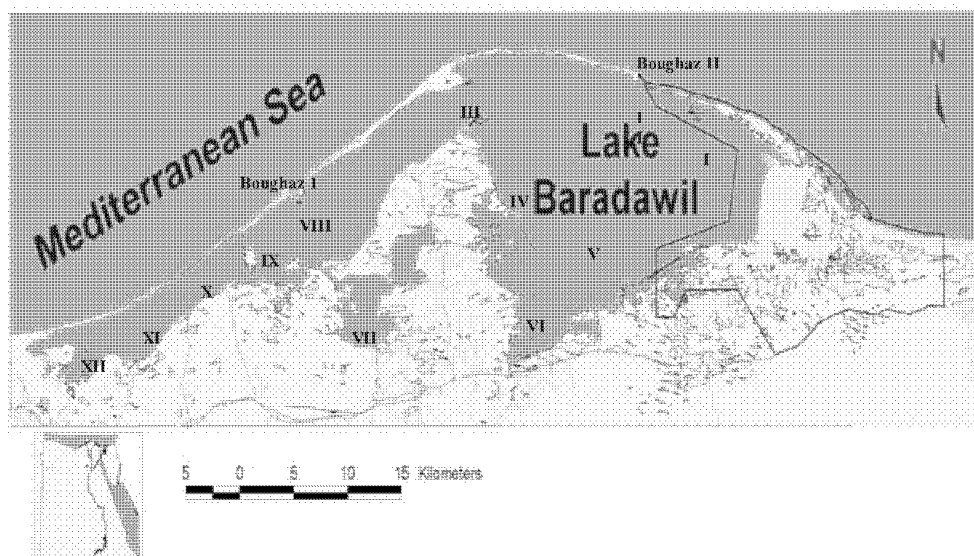 N
Boughaz II
Mediterranean Sea
III
Lake
I
Boughaz I
IV
Baradawil
VIII
V
IX
X
VI
XI
VII
XII
5 0 5 10 15 Kilometers